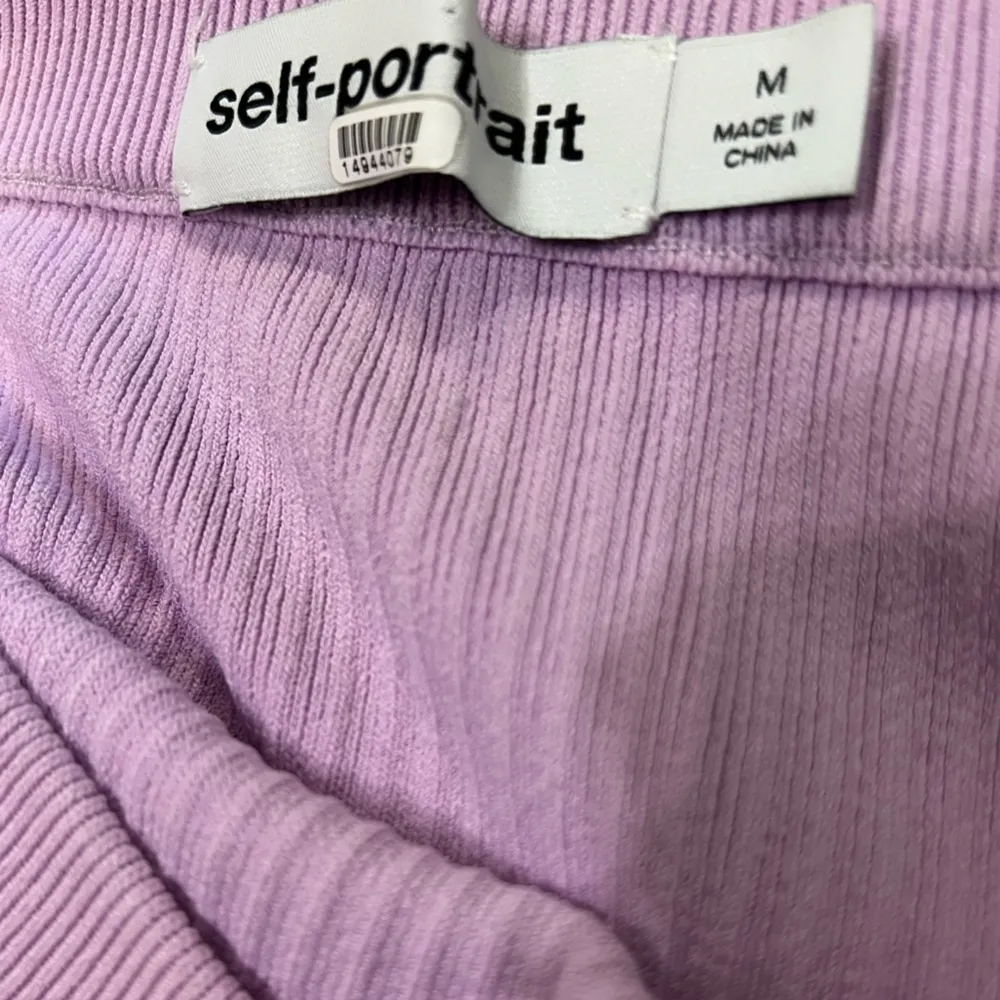 self-portrait
14944079
M
MADE IN
CHINA